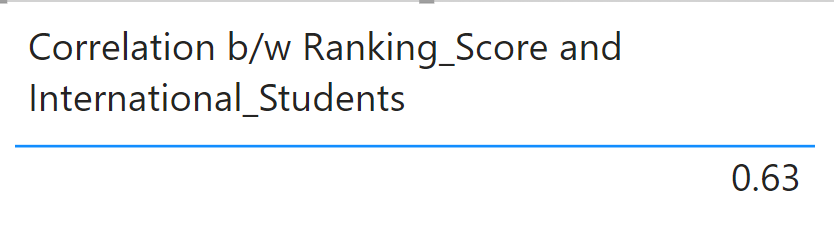 Correlation b/w Ranking_Score and
International_Students
0.63